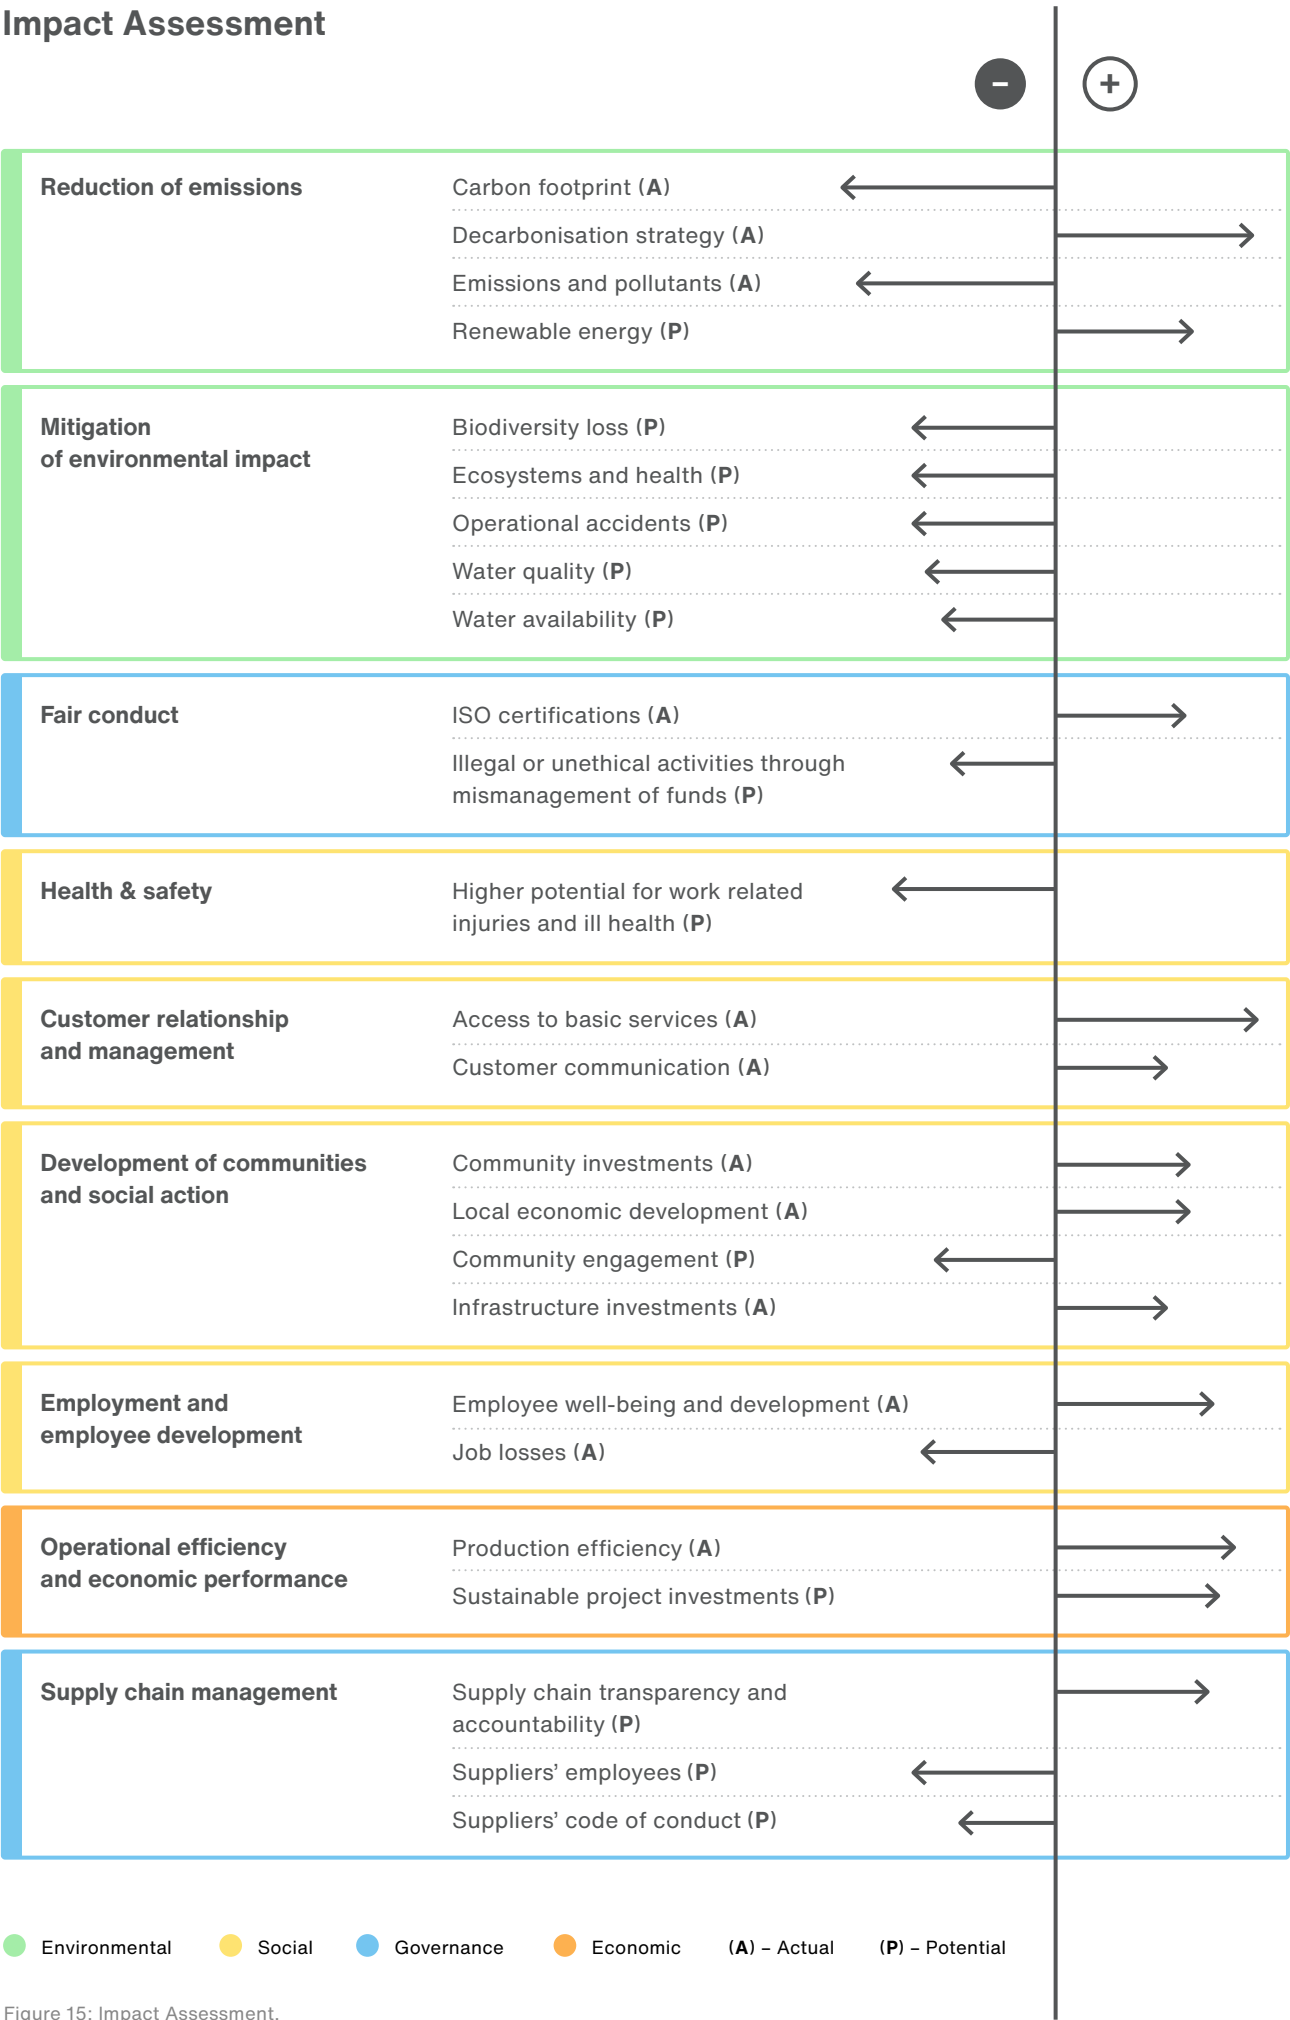 Impact Assessment
–
+
Reduction of emissions
Carbon footprint (A)
Decarbonisation strategy (A)
Emissions and pollutants (A)
Renewable energy (P)
Mitigation
of environmental impact
Biodiversity loss (P)
Ecosystems and health (P)
Operational accidents (P)
Water quality (P)
Water availability (P)
Fair conduct
ISO certifications (A)
Illegal or unethical activities through
mismanagement of funds (P)
Health & safety
Higher potential for work related
injuries and ill health (P)
Customer relationship
and management
Access to basic services (A)
Customer communication (A)
Development of communities
and social action
Community investments (A)
Local economic development (A)
Community engagement (P)
Infrastructure investments (A)
Employment and
employee development
Employee well-being and development (A)
Job losses (A)
Operational efficiency
and economic performance
Production efficiency (A)
Sustainable project investments (P)
Supply chain management
Supply chain transparency and
accountability (P)
Suppliers’ employees (P)
Suppliers’ code of conduct (P)
Environmental
Social
Governance
Economic
(A) – Actual
(P) – Potential
Figure 15: Impact Assessment.